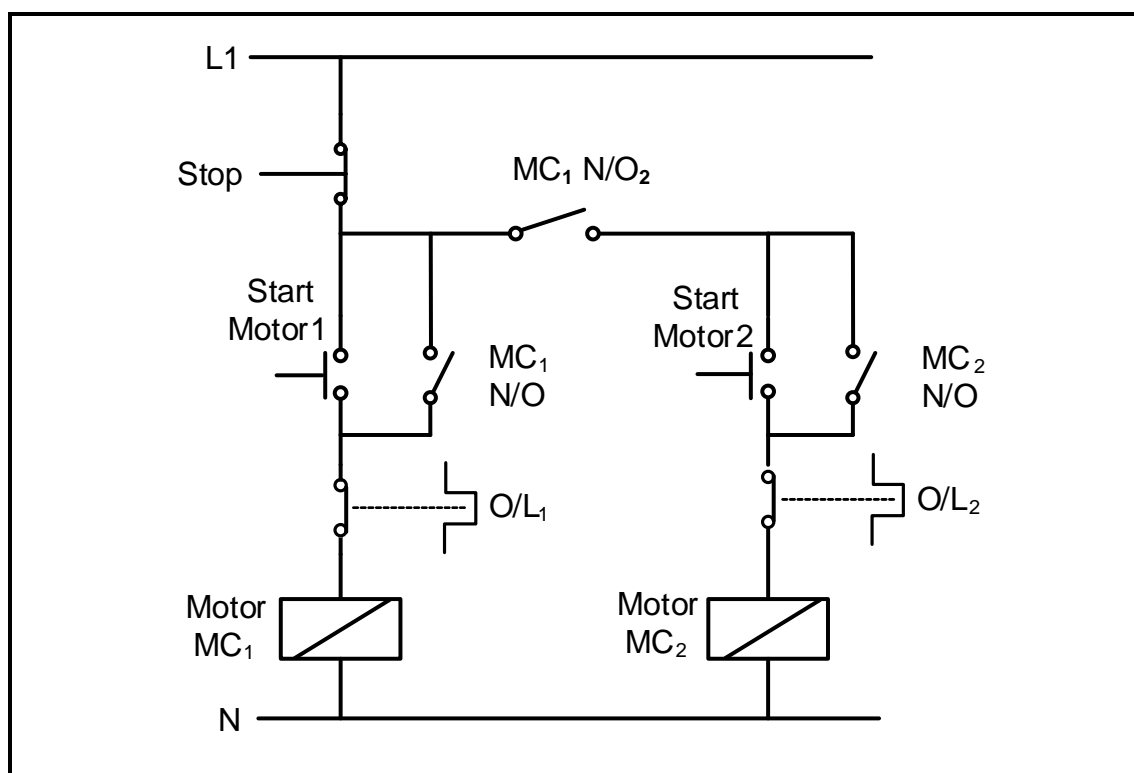 L1
Stop
MC₁ N/O₂
Start
Motor1
MC₁
N/O
Start
Motor2
MC₂
N/O
O/L₁
O/L₂
Motor
MC₁
Motor
MC₂
N